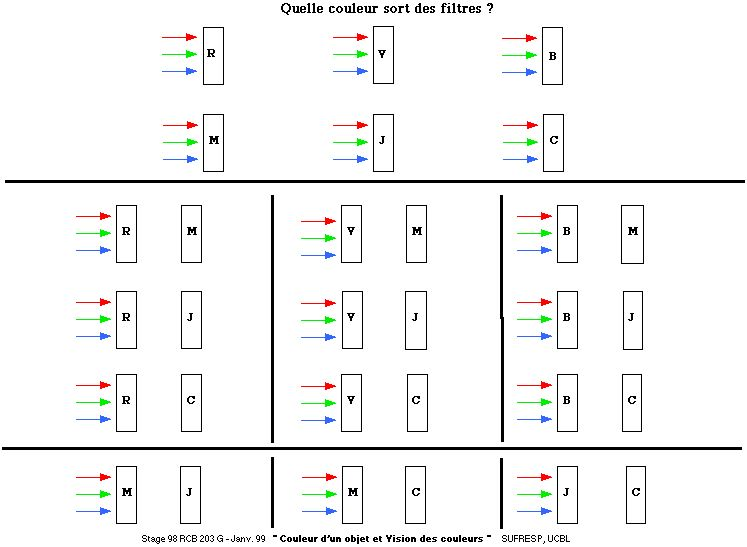 Quelle couleur sort des filtres ?
R V B
M J C
R M V M B M
R J V J B J
R C V C B C
M J M C J C
Stage 98 RCB 203 G - Janv. 99 " Couleur d'un objet et Vision des couleurs " SUFRESP, UCBL